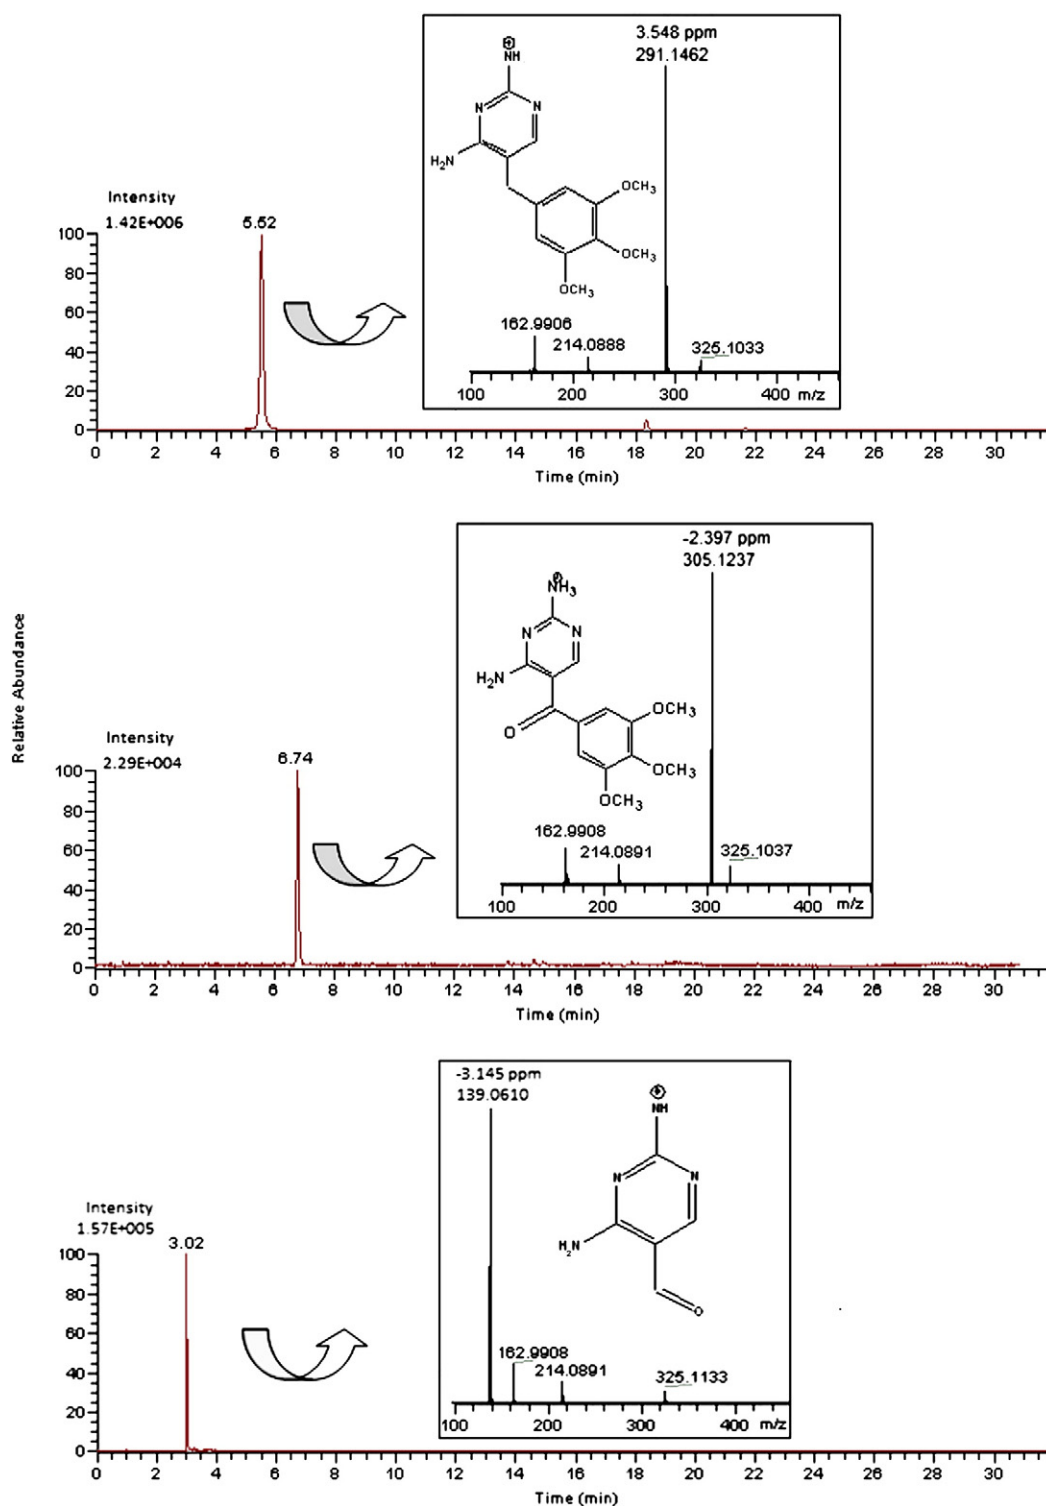 3.548 ppm
291.1462
⊕
NH
N
N
H₂N
OCH₃
OCH₃
OCH₃
Intensity
1.42E+006
5.52
100
80
60
40
20
0
162.9906
214.0888
325.1033
100 200 300 400 m/z
0 2 4 6 8 10 12 14 16 18 20 22 24 26 28 30
Time (min)
Relative Abundance
-2.397 ppm
305.1237
⊕
NH₃
N
N
H₂N
O
OCH₃
OCH₃
OCH₃
Intensity
2.29E+004
6.74
100
80
60
40
20
0
162.9908
214.0891
325.1037
100 200 300 400 m/z
0 2 4 6 8 10 12 14 16 18 20 22 24 26 28 30
Time (min)
-3.145 ppm
139.0610
⊕
NH
N
N
H₂N
O
Intensity
1.57E+005
3.02
100
80
60
40
20
0
162.9908
214.0891
325.1133
100 200 300 400 m/z
0 2 4 6 8 10 12 14 16 18 20 22 24 26 28 30
Time (min)